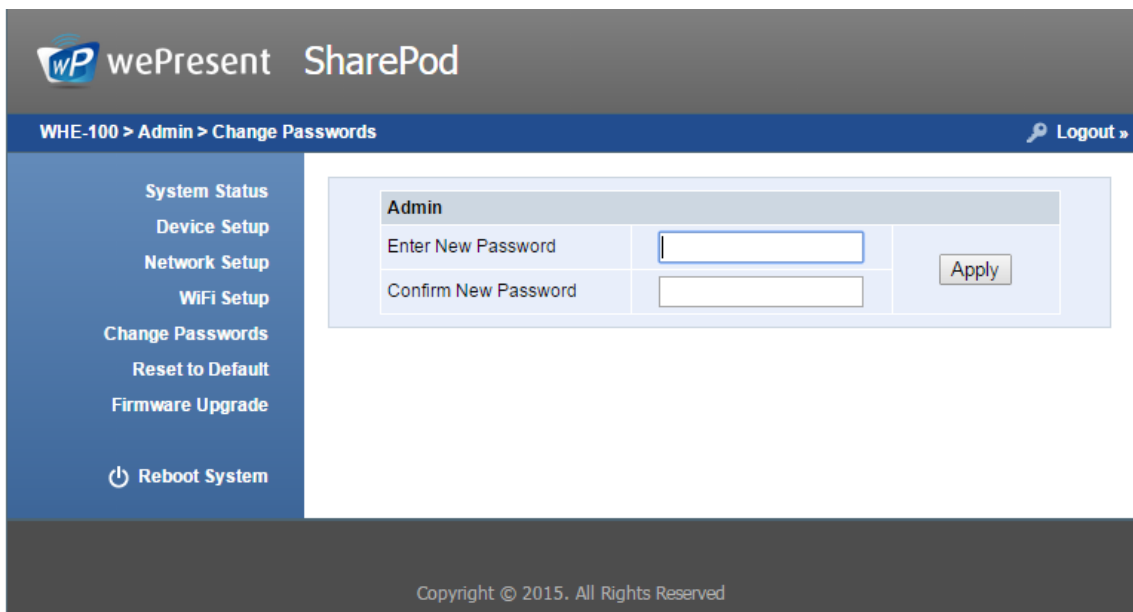 wP wePresent SharePod
WHE-100 > Admin > Change Passwords
Logout »
System Status
Device Setup
Network Setup
WiFi Setup
Change Passwords
Reset to Default
Firmware Upgrade
Reboot System
Admin
Enter New Password
Confirm New Password
Apply
Copyright © 2015. All Rights Reserved